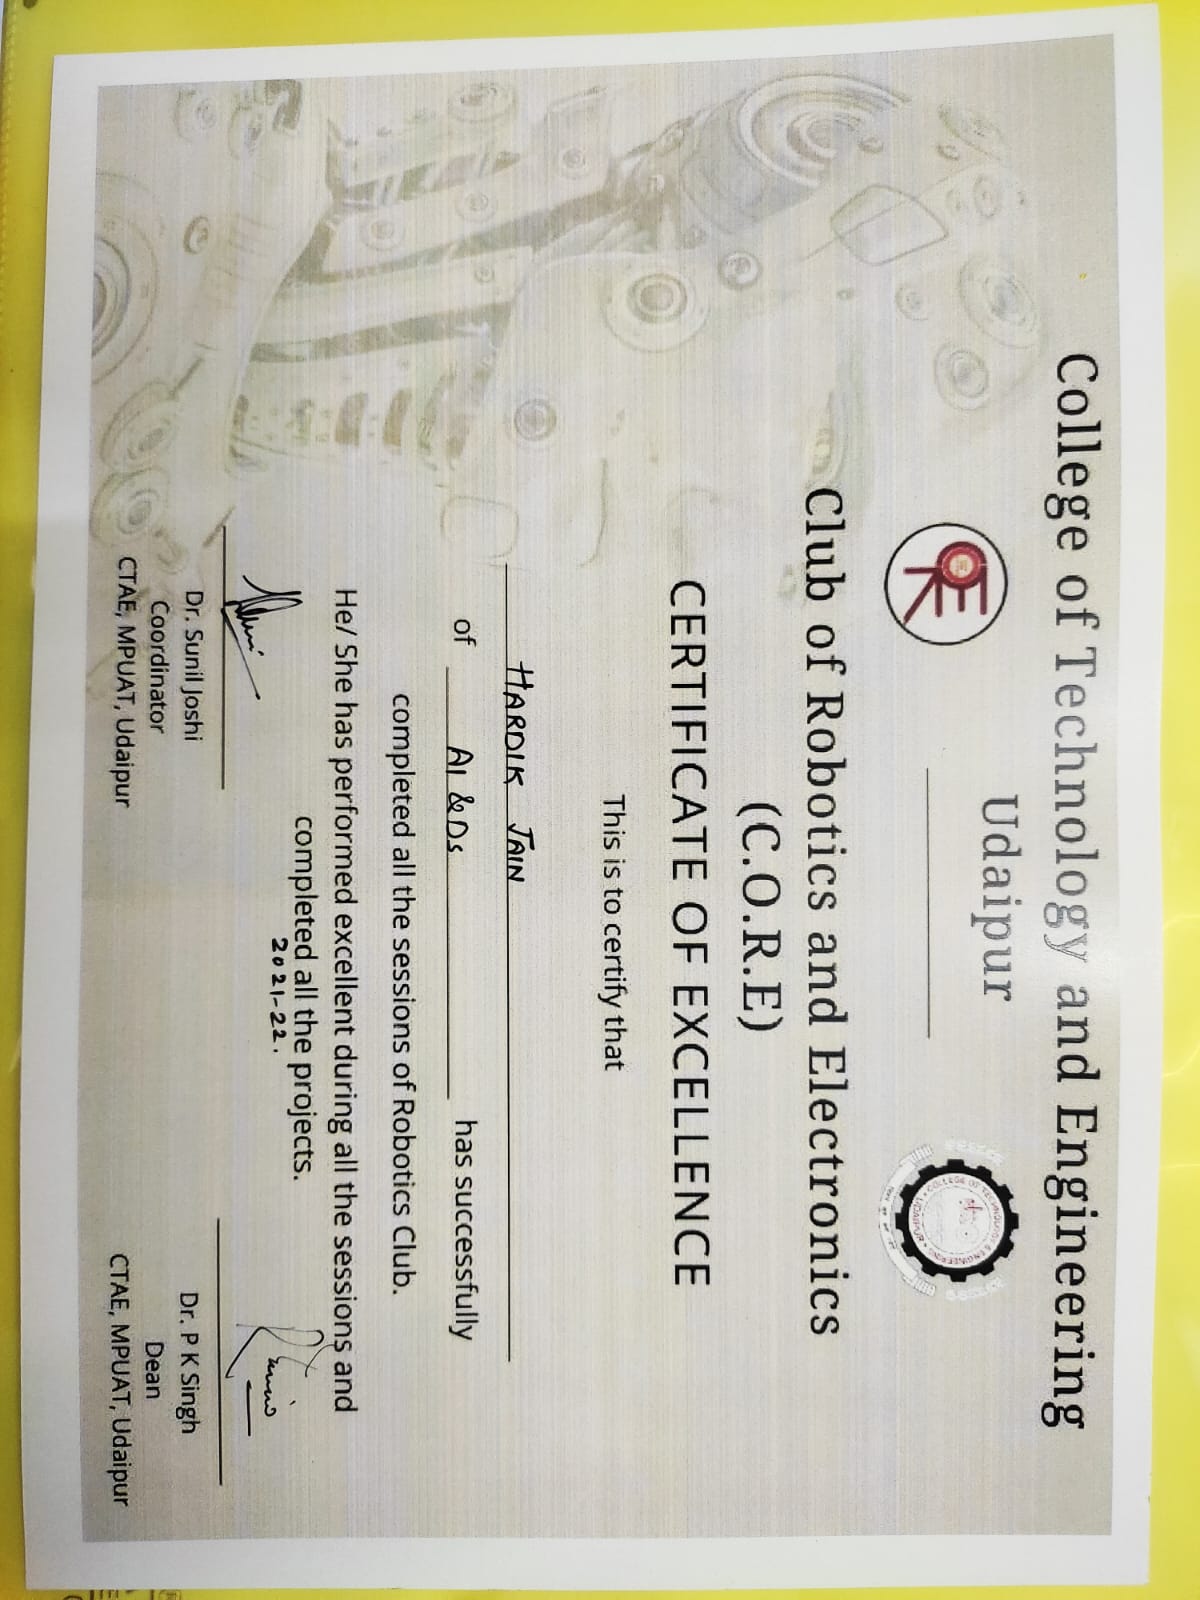 College of Technology and Engineering
Udaipur
COLLEGE OF TECHNOLOGY & ENGINEERING
UDAIPUR
Club of Robotics and Electronics
(C.O.R.E)
CERTIFICATE OF EXCELLENCE
This is to certify that
HARDIK JAIN
of AI & DS has successfully
completed all the sessions of Robotics Club.
He/ She has performed excellent during all the sessions and
completed all the projects.
2021-22.
Dr. Sunil Joshi
Coordinator
CTAE, MPUAT, Udaipur
Dr. P K Singh
Dean
CTAE, MPUAT, Udaipur